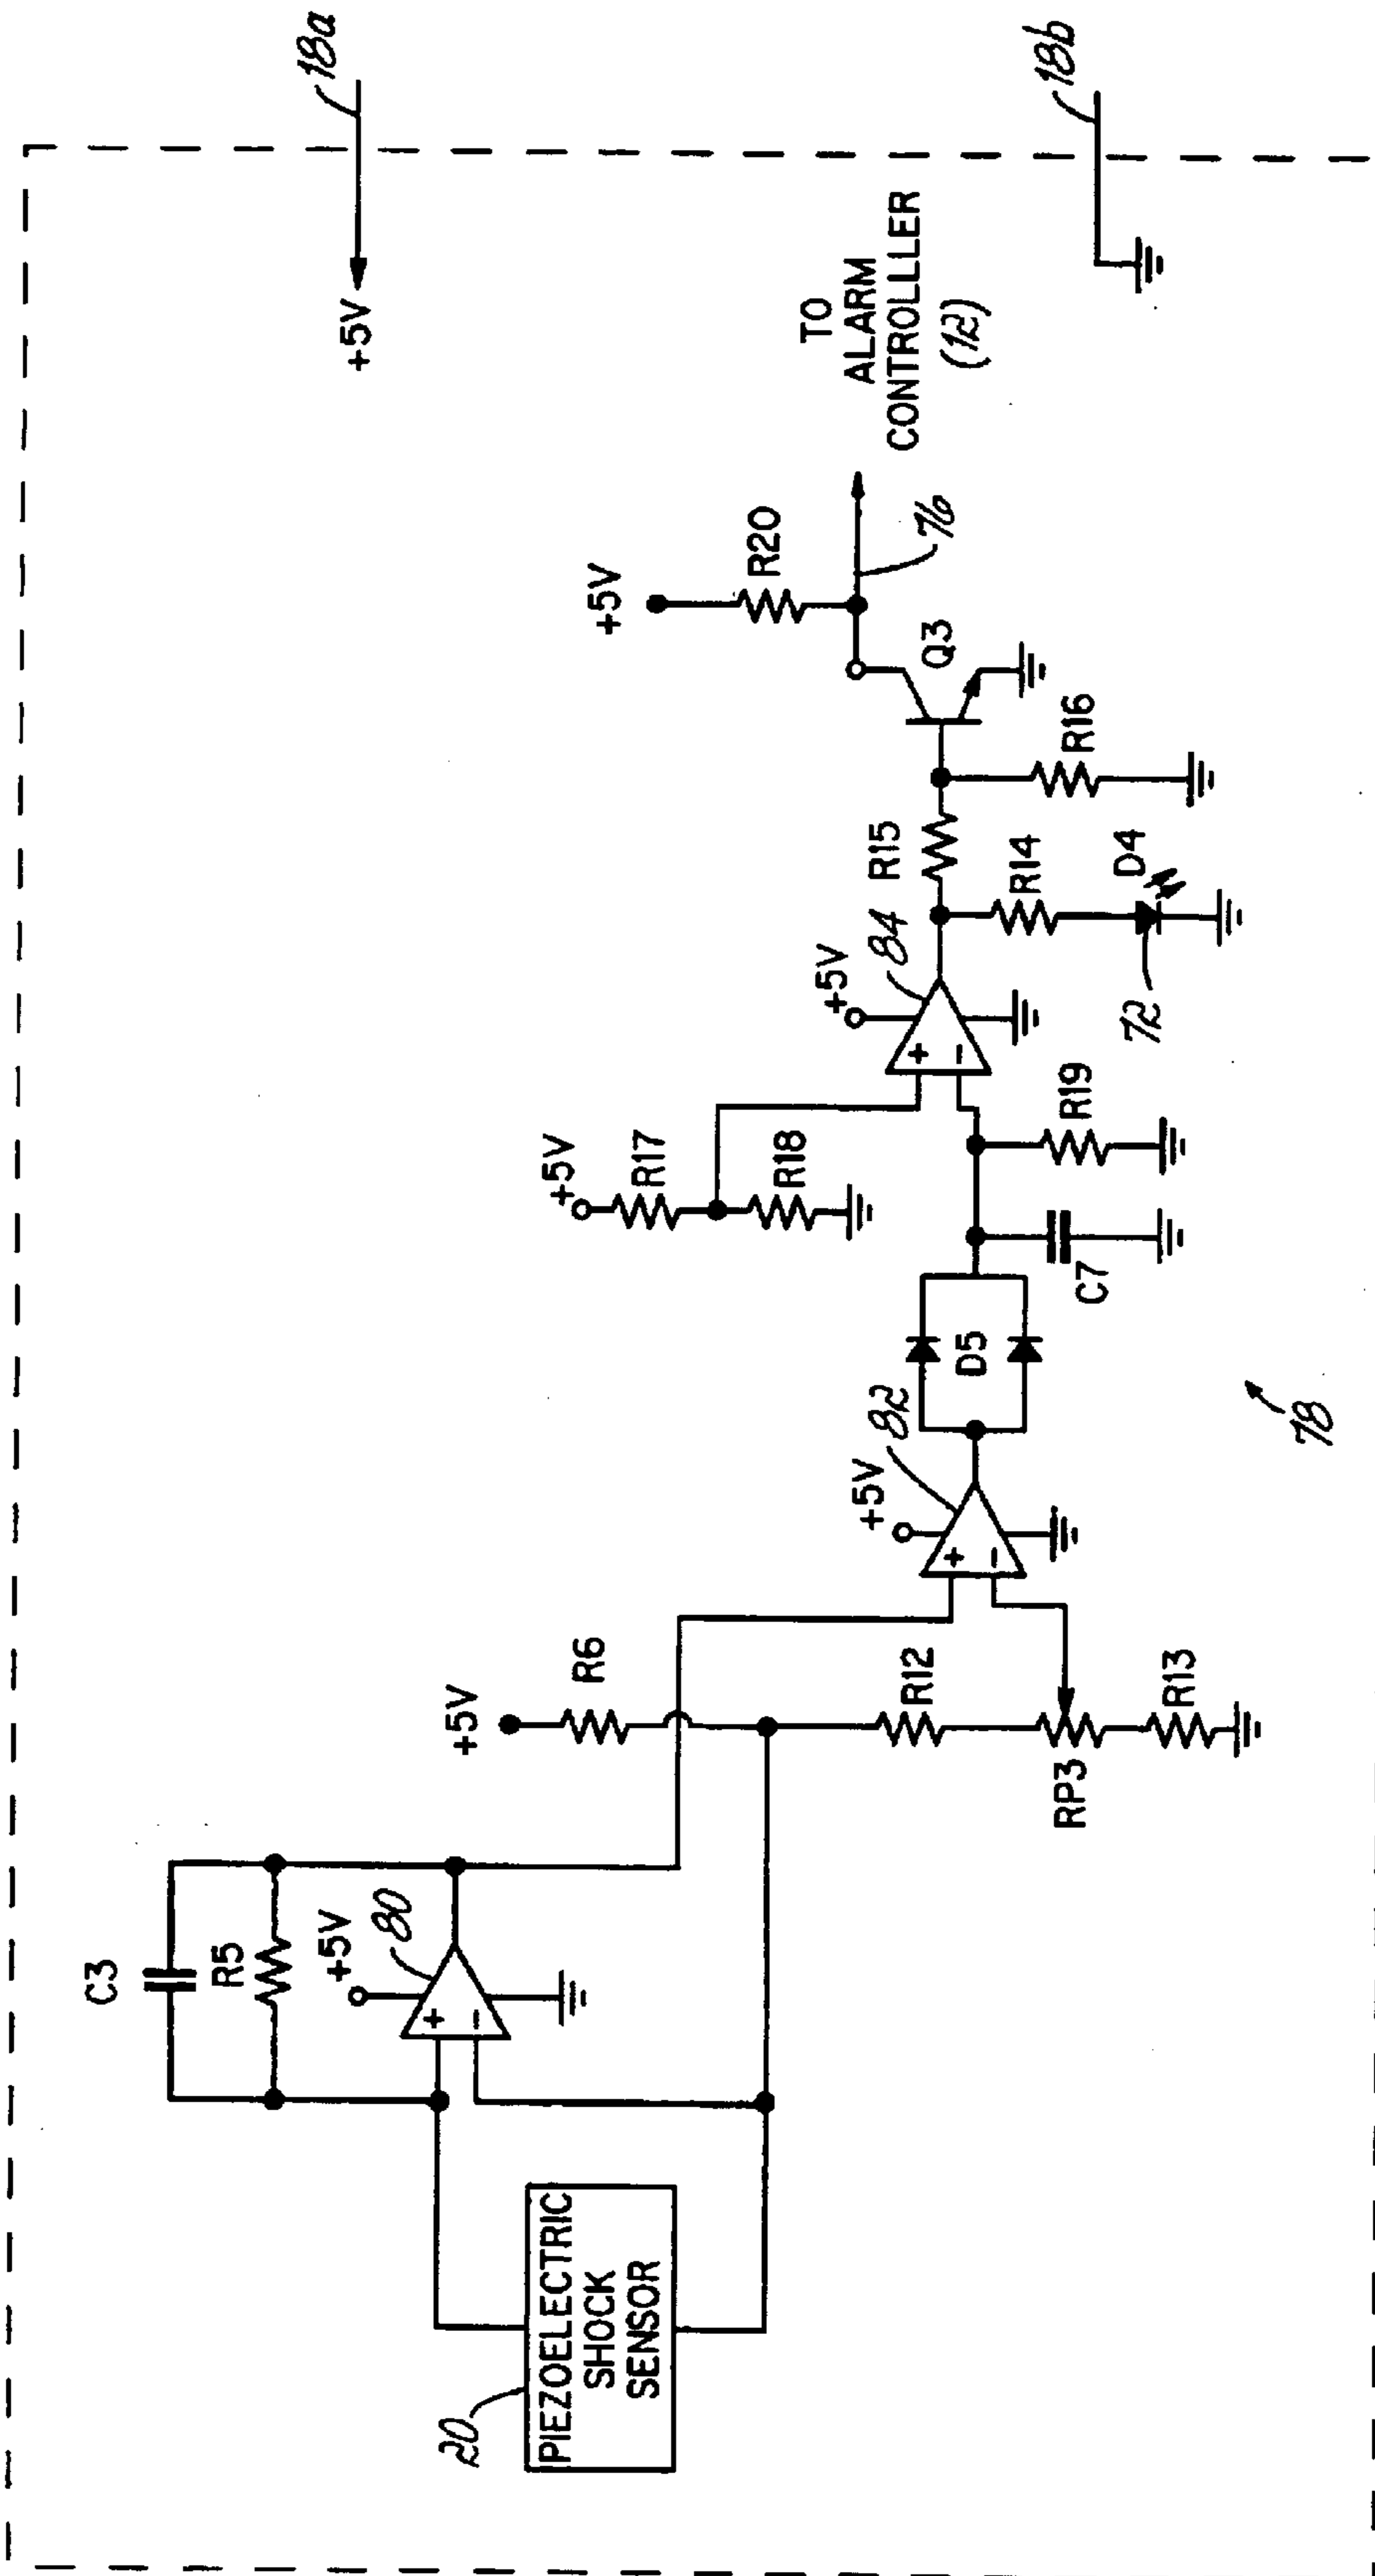 18a
+5V
18b
C3
R5
+5V
80
20
PIEZOELECTRIC
SHOCK
SENSOR
+
−
+5V
R6
R12
RP3
R13
+5V
82
+
−
D5
C7
+5V
R17
R18
R19
+5V
84
+
−
R15
R14
D4
72
R16
Q3
+5V
R20
76
TO
ALARM
CONTROLLLER
(12)
78